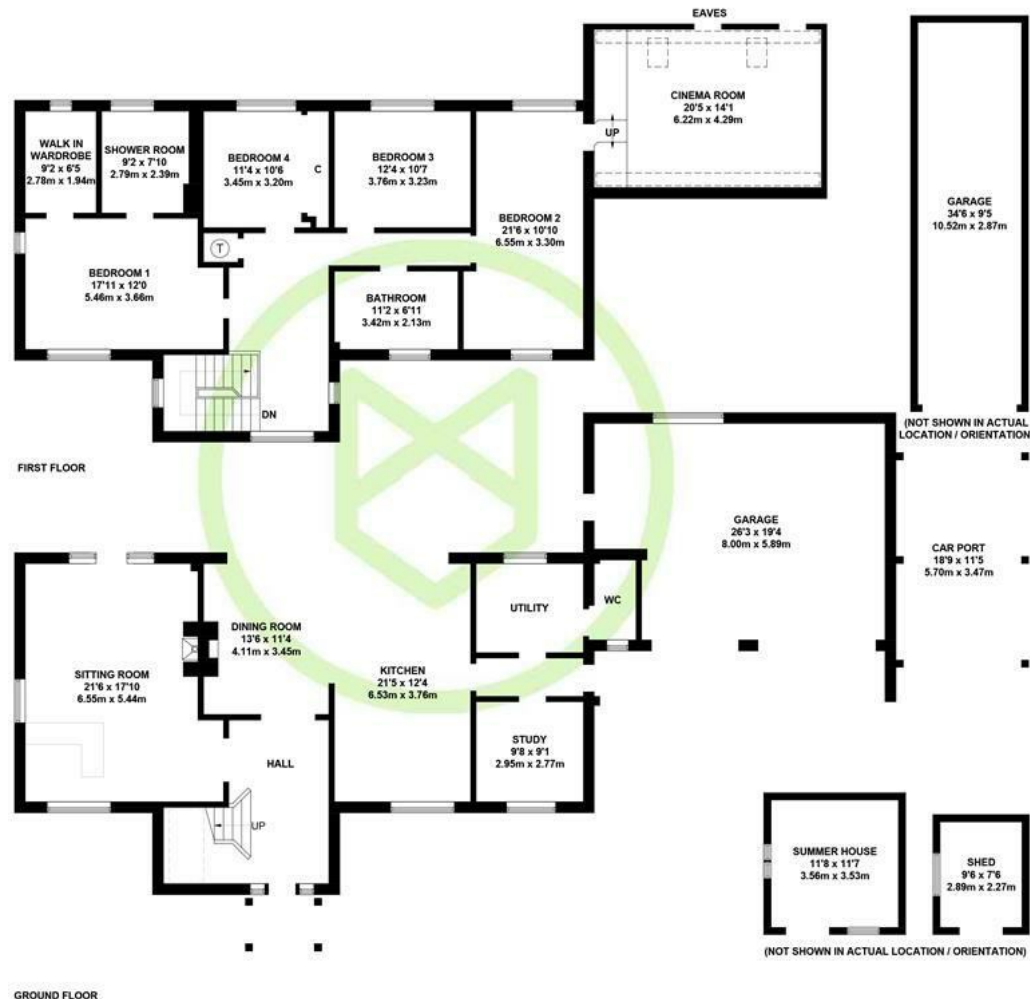 EAVES
CINEMA ROOM
20'5 x 14'1
6.22m x 4.29m
UP
GARAGE
34'6 x 9'5
10.52m x 2.87m
(NOT SHOWN IN ACTUAL
LOCATION / ORIENTATION
WALK IN
WARDROBE
9'2 x 6'5
2.78m x 1.94m
SHOWER ROOM
9'2 x 7'10
2.79m x 2.39m
BEDROOM 4
11'4 x 10'6
3.45m x 3.20m
C
BEDROOM 3
12'4 x 10'7
3.76m x 3.23m
BEDROOM 2
21'6 x 10'10
6.55m x 3.30m
T
BEDROOM 1
17'11 x 12'0
5.46m x 3.66m
BATHROOM
11'2 x 6'11
3.42m x 2.13m
DN
FIRST FLOOR
GARAGE
26'3 x 19'4
8.00m x 5.89m
CAR PORT
18'9 x 11'5
5.70m x 3.47m
WC
UTILITY
DINING ROOM
13'6 x 11'4
4.11m x 3.45m
KITCHEN
21'5 x 12'4
6.53m x 3.76m
SITTING ROOM
21'6 x 17'10
6.55m x 5.44m
STUDY
9'8 x 9'1
2.95m x 2.77m
HALL
UP
SUMMER HOUSE
11'8 x 11'7
3.56m x 3.53m
SHED
9'6 x 7'6
2.89m x 2.27m
(NOT SHOWN IN ACTUAL LOCATION / ORIENTATION)
GROUND FLOOR